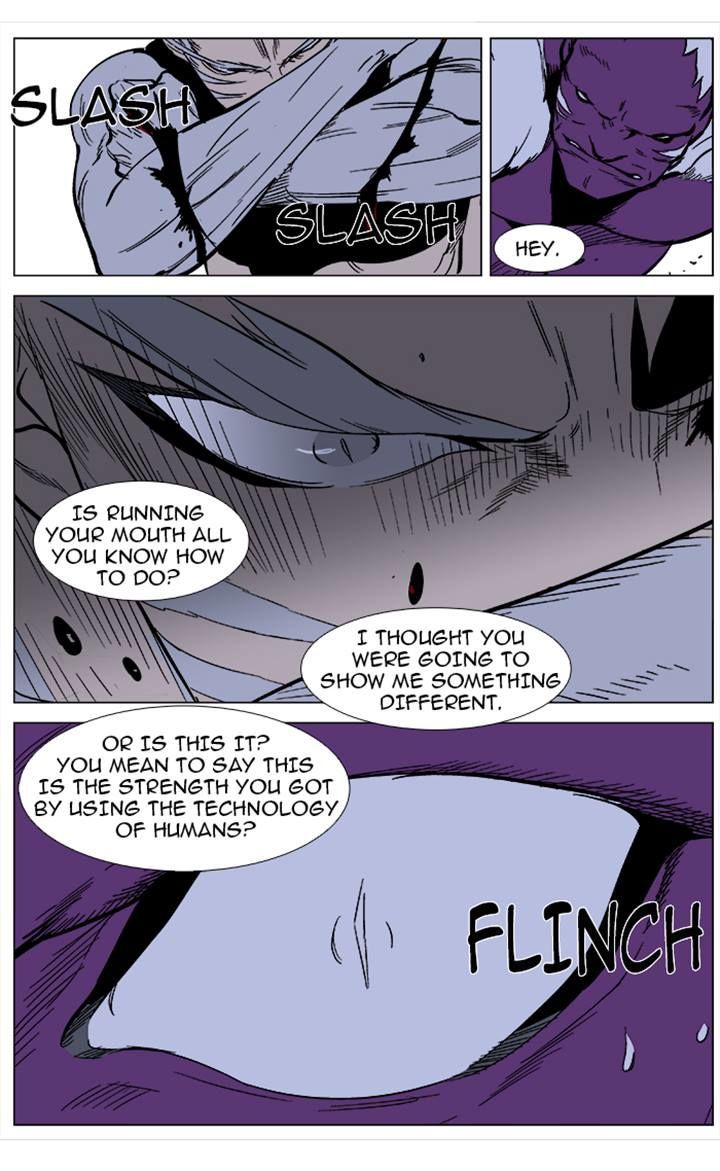 SLASH
SLASH
HEY.
IS RUNNING
YOUR MOUTH ALL
YOU KNOW HOW
TO DO?
I THOUGHT YOU
WERE GOING TO
SHOW ME SOMETHING
DIFFERENT.
OR IS THIS IT?
YOU MEAN TO SAY THIS
IS THE STRENGTH YOU GOT
BY USING THE TECHNOLOGY
OF HUMANS?
FLINCH